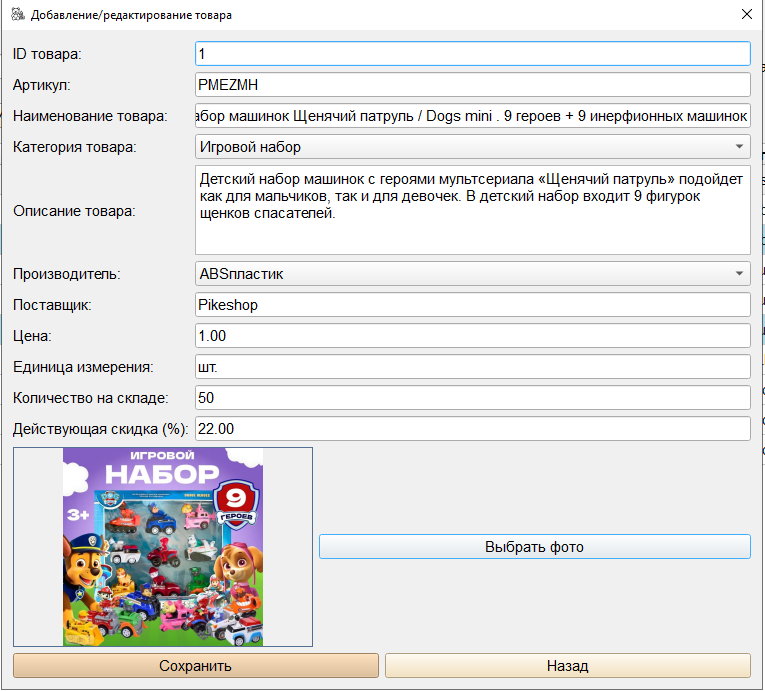 Добавление/редактирование товара
ID товара: 1
Артикул: PMEZMH
Наименование товара: абор машинок Щенячий патруль / Dogs mini . 9 героев + 9 инерфионных машинок
Категория товара: Игровой набор
Описание товара: Детский набор машинок с героями мультсериала «Щенячий патруль» подойдет
как для мальчиков, так и для девочек. В детский набор входит 9 фигурок
щенков спасателей.
Производитель: ABSпластик
Поставщик: Pikeshop
Цена: 1.00
Единица измерения: шт.
Количество на складе: 50
Действующая скидка (%): 22.00
ИГРОВОЙ
НАБОР
9
ГЕРОЕВ
3+
Выбрать фото
Сохранить
Назад